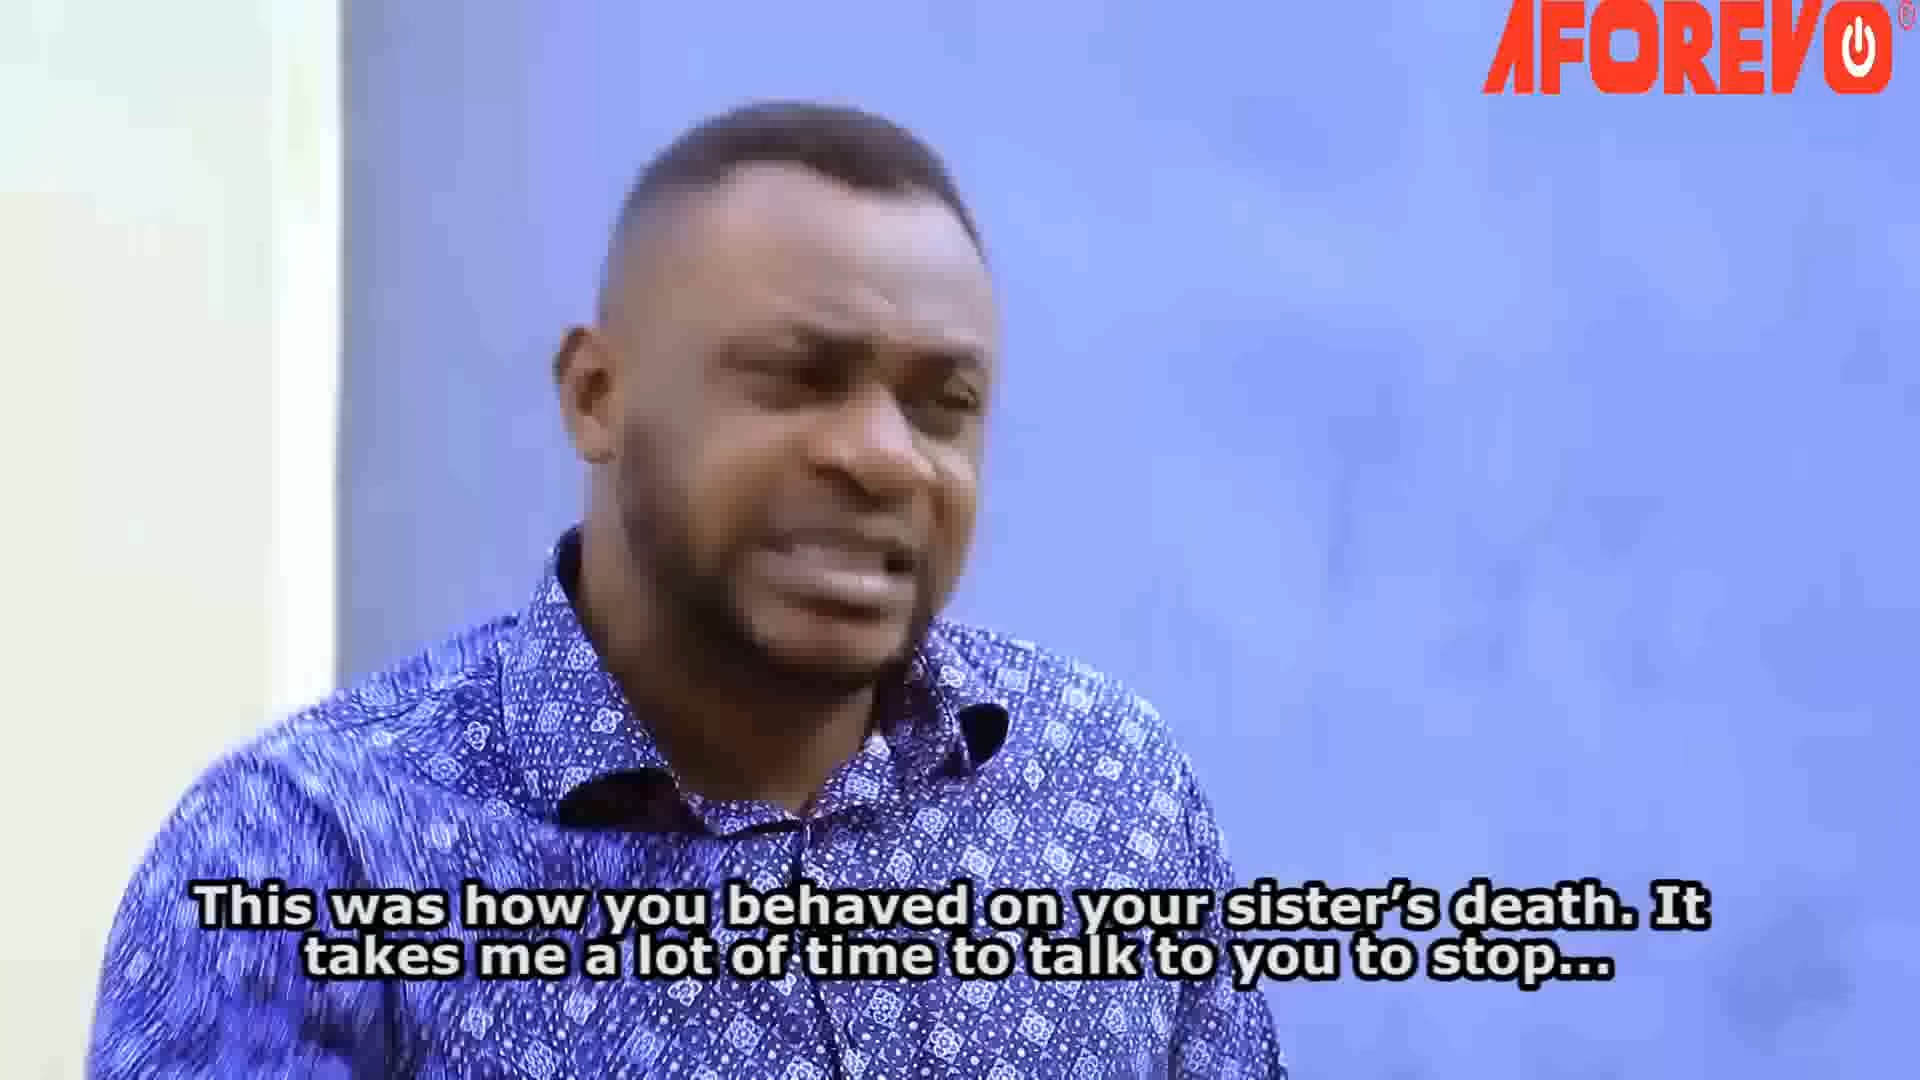 AFOREVO
This was how you behaved on your sister’s death. It
takes me a lot of time to talk to you to stop...